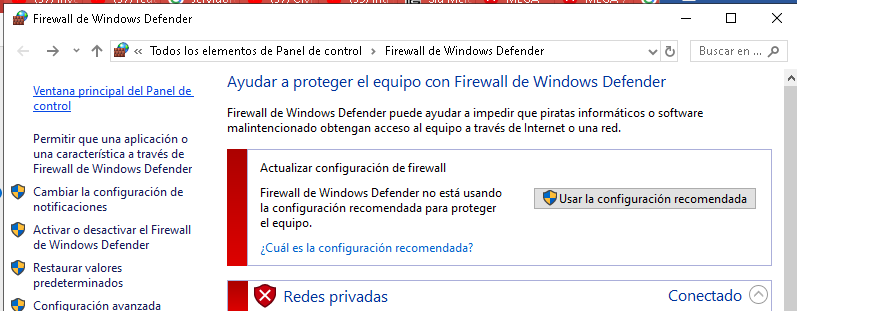 Firewall de Windows Defender
« Todos los elementos de Panel de control > Firewall de Windows Defender
Buscar en ...
Ventana principal del Panel de
control
Permitir que una aplicación o
una característica a través de
Firewall de Windows Defender
Cambiar la configuración de
notificaciones
Activar o desactivar el Firewall
de Windows Defender
Restaurar valores
predeterminados
Configuración avanzada
Ayudar a proteger el equipo con Firewall de Windows Defender
Firewall de Windows Defender puede ayudar a impedir que piratas informáticos o software
malintencionado obtengan acceso al equipo a través de Internet o una red.
Actualizar configuración de firewall
Firewall de Windows Defender no está usando
la configuración recomendada para proteger
el equipo.
Usar la configuración recomendada
¿Cuál es la configuración recomendada?
Redes privadas
Conectado